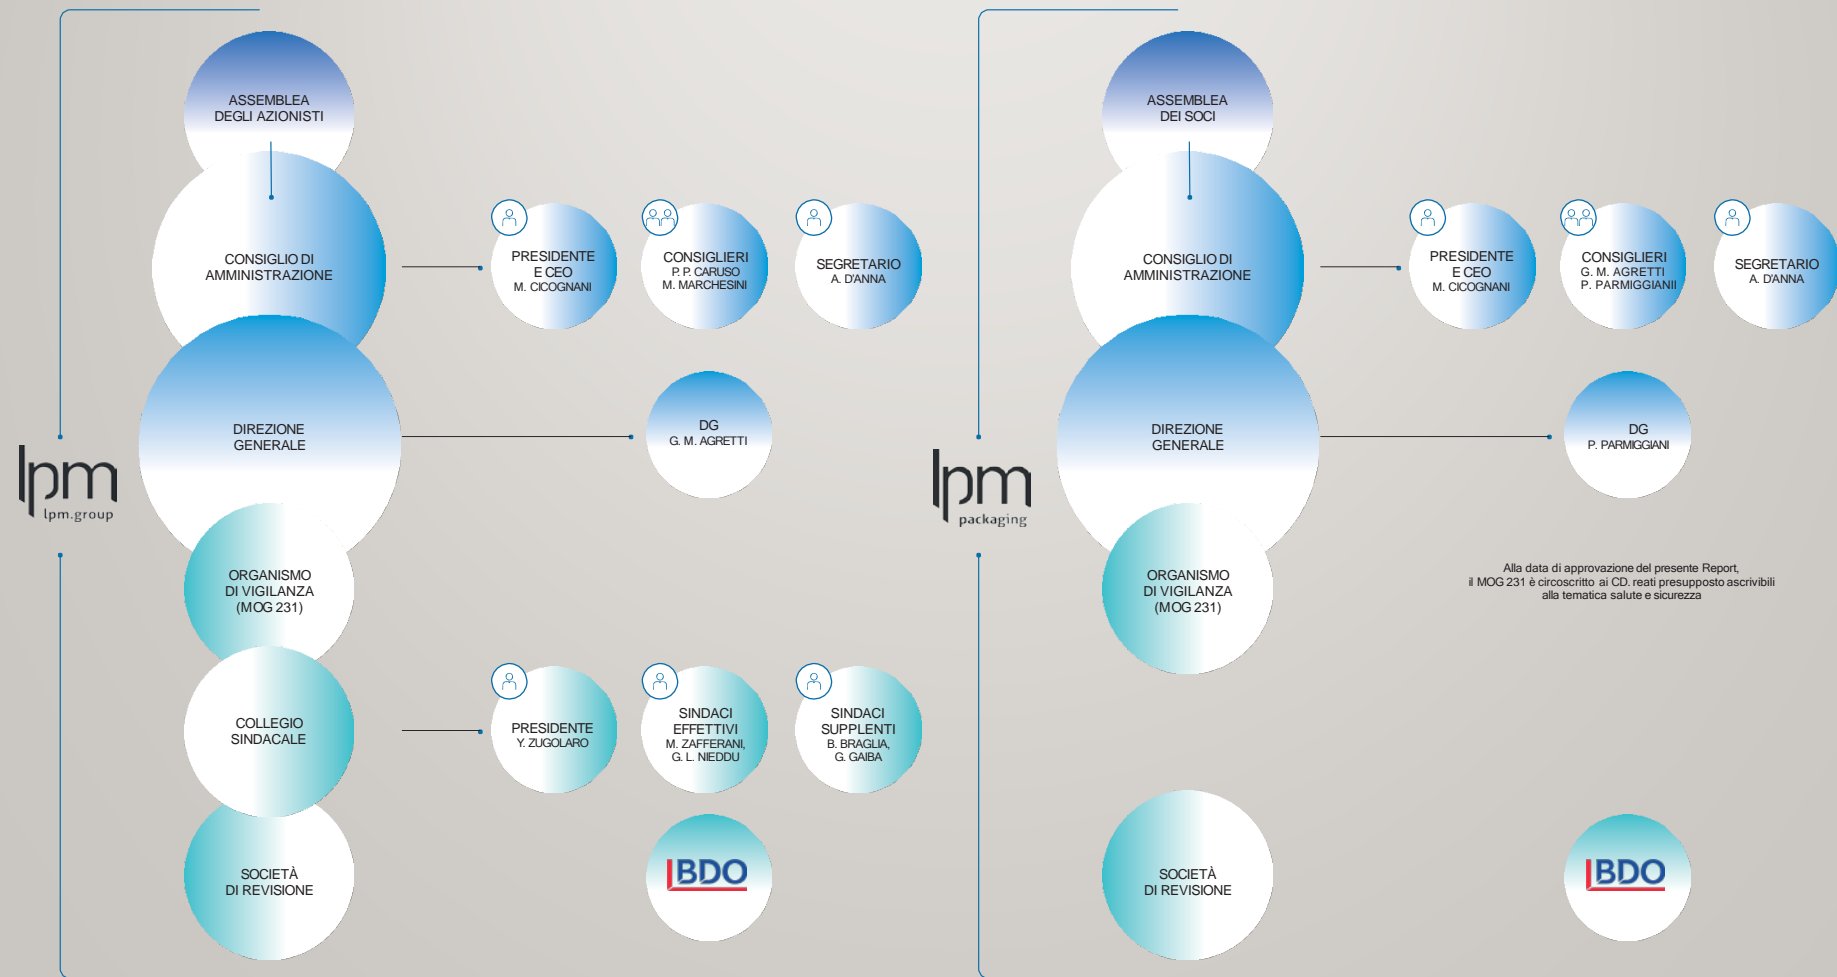 lpm
lpm.group
ASSEMBLEA
DEGLI AZIONISTI
CONSIGLIO DI
AMMINISTRAZIONE
PRESIDENTE
E CEO
M. CICOGNANI
CONSIGLIERI
P. P. CARUSO
M. MARCHESINI
SEGRETARIO
A. D'ANNA
DIREZIONE
GENERALE
DG
G. M. AGRETTI
ORGANISMO
DI VIGILANZA
(MOG 231)
COLLEGIO
SINDACALE
PRESIDENTE
Y. ZUGOLARO
SINDACI
EFFETTIVI
M. ZAFFERANI,
G. L. NIEDDU
SINDACI
SUPPLENTI
B. BRAGLIA,
G. GAIBA
SOCIETÀ
DI REVISIONE
BDO
lpm
packaging
ASSEMBLEA
DEI SOCI
CONSIGLIO DI
AMMINISTRAZIONE
PRESIDENTE
E CEO
M. CICOGNANI
CONSIGLIERI
G. M. AGRETTI
P. PARMIGGIANII
SEGRETARIO
A. D'ANNA
DIREZIONE
GENERALE
DG
P. PARMIGGIANI
ORGANISMO
DI VIGILANZA
(MOG 231)
Alla data di approvazione del presente Report,
il MOG 231 è circoscritto ai CD. reati presupposto ascrivibili
alla tematica salute e sicurezza
SOCIETÀ
DI REVISIONE
BDO